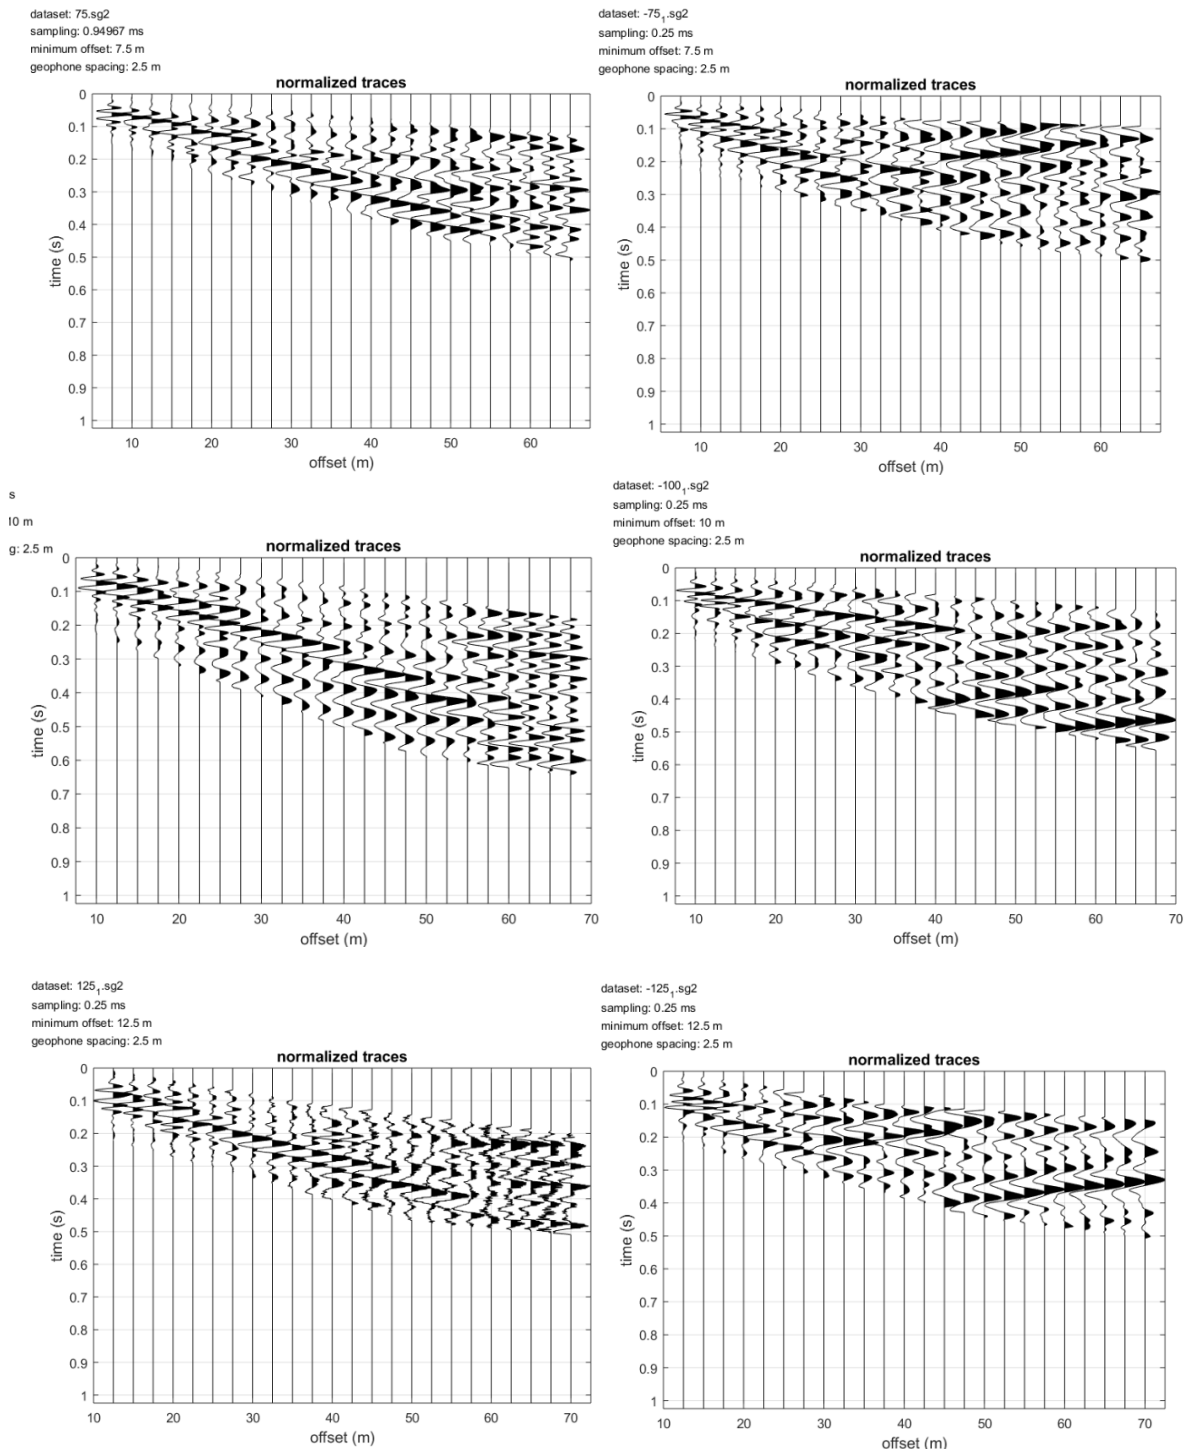 dataset: 75.sg2
sampling: 0.94967 ms
minimum offset: 7.5 m
geophone spacing: 2.5 m
normalized traces
0
0.1
0.2
0.3
0.4
0.5
0.6
0.7
0.8
0.9
1
time (s)
10 20 30 40 50 60
offset (m)
dataset: -75₁.sg2
sampling: 0.25 ms
minimum offset: 7.5 m
geophone spacing: 2.5 m
normalized traces
0
0.1
0.2
0.3
0.4
0.5
0.6
0.7
0.8
0.9
1
time (s)
10 20 30 40 50 60
offset (m)
s
10 m
g: 2.5 m
normalized traces
0
0.1
0.2
0.3
0.4
0.5
0.6
0.7
0.8
0.9
1
time (s)
10 20 30 40 50 60 70
offset (m)
dataset: -100₁.sg2
sampling: 0.25 ms
minimum offset: 10 m
geophone spacing: 2.5 m
normalized traces
0
0.1
0.2
0.3
0.4
0.5
0.6
0.7
0.8
0.9
1
time (s)
10 20 30 40 50 60 70
offset (m)
dataset: 125₁.sg2
sampling: 0.25 ms
minimum offset: 12.5 m
geophone spacing: 2.5 m
normalized traces
0
0.1
0.2
0.3
0.4
0.5
0.6
0.7
0.8
0.9
1
time (s)
10 20 30 40 50 60 70
offset (m)
dataset: -125₁.sg2
sampling: 0.25 ms
minimum offset: 12.5 m
geophone spacing: 2.5 m
normalized traces
0
0.1
0.2
0.3
0.4
0.5
0.6
0.7
0.8
0.9
1
time (s)
10 20 30 40 50 60 70
offset (m)